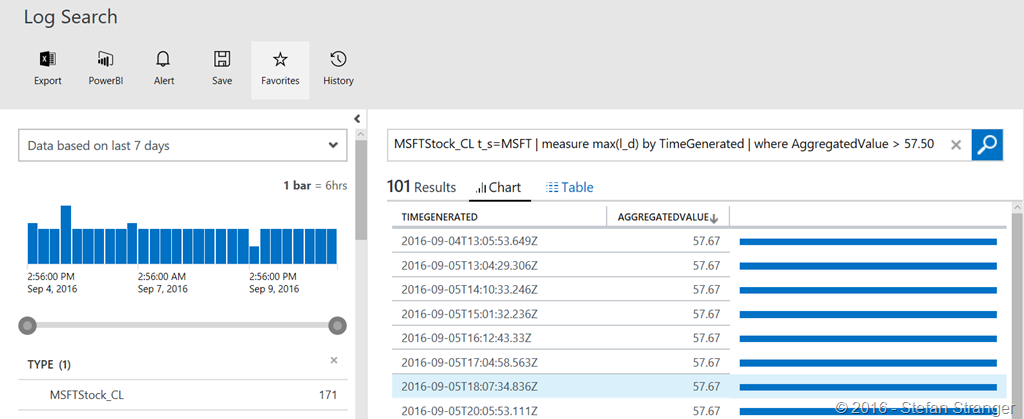 Log Search
Export PowerBI Alert Save Favorites History
Data based on last 7 days
1 bar = 6hrs
2:56:00 PM 2:56:00 AM 2:56:00 PM
Sep 4, 2016 Sep 7, 2016 Sep 9, 2016
TYPE (1)
MSFTStock_CL 171
MSFTStock_CL t_s=MSFT | measure max(l_d) by TimeGenerated | where AggregatedValue > 57.50
101 Results Chart Table
TIMEGENERATED AGGREGATEDVALUE
2016-09-04T13:05:53.649Z 57.67
2016-09-05T13:04:29.306Z 57.67
2016-09-05T14:10:33.246Z 57.67
2016-09-05T15:01:32.236Z 57.67
2016-09-05T16:12:43.33Z 57.67
2016-09-05T17:04:58.563Z 57.67
2016-09-05T18:07:34.836Z 57.67
2016-09-05T20:05:53.111Z 57.67
© 2016 - Stefan Stranger